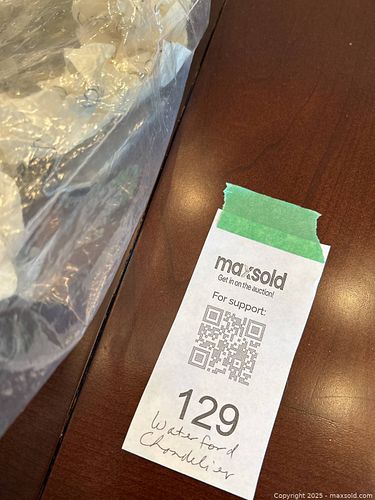 maxsold
Get in on the auction!
For support:
129
Waterford
Chandelier
Copyright 2025 - maxsold.com